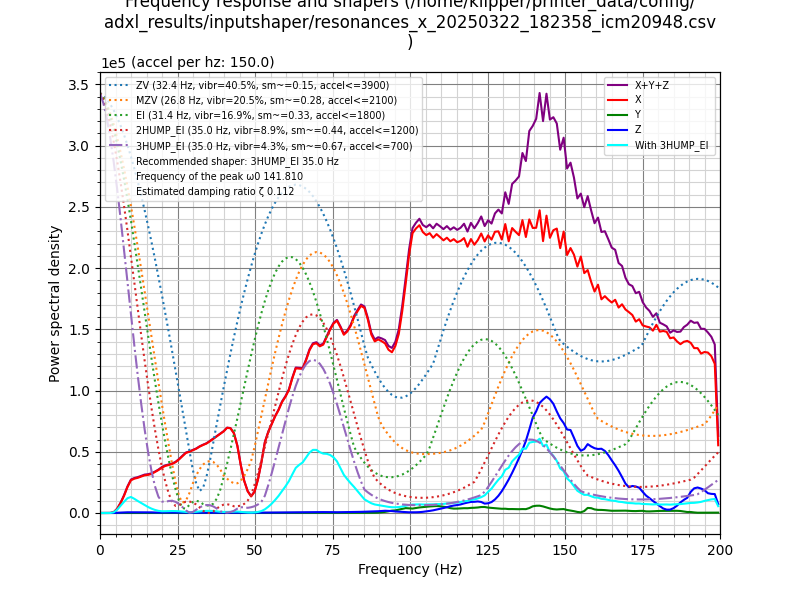 Frequency response and shapers (/home/klipper/printer_data/config/
adxl_results/inputshaper/resonances_x_20250322_182358_icm20948.csv
)
1e5 (accel per hz: 150.0)
ZV (32.4 Hz, vibr=40.5%, sm~=0.15, accel<=3900)
MZV (26.8 Hz, vibr=20.5%, sm~=0.28, accel<=2100)
EI (31.4 Hz, vibr=16.9%, sm~=0.33, accel<=1800)
2HUMP_EI (35.0 Hz, vibr=8.9%, sm~=0.44, accel<=1200)
3HUMP_EI (35.0 Hz, vibr=4.3%, sm~=0.67, accel<=700)
Recommended shaper: 3HUMP_EI 35.0 Hz
Frequency of the peak ω0 141.810
Estimated damping ratio ζ 0.112
X+Y+Z
X
Y
Z
With 3HUMP_EI
Power spectral density
3.5
3.0
2.5
2.0
1.5
1.0
0.5
0.0
0 25 50 75 100 125 150 175 200
Frequency (Hz)